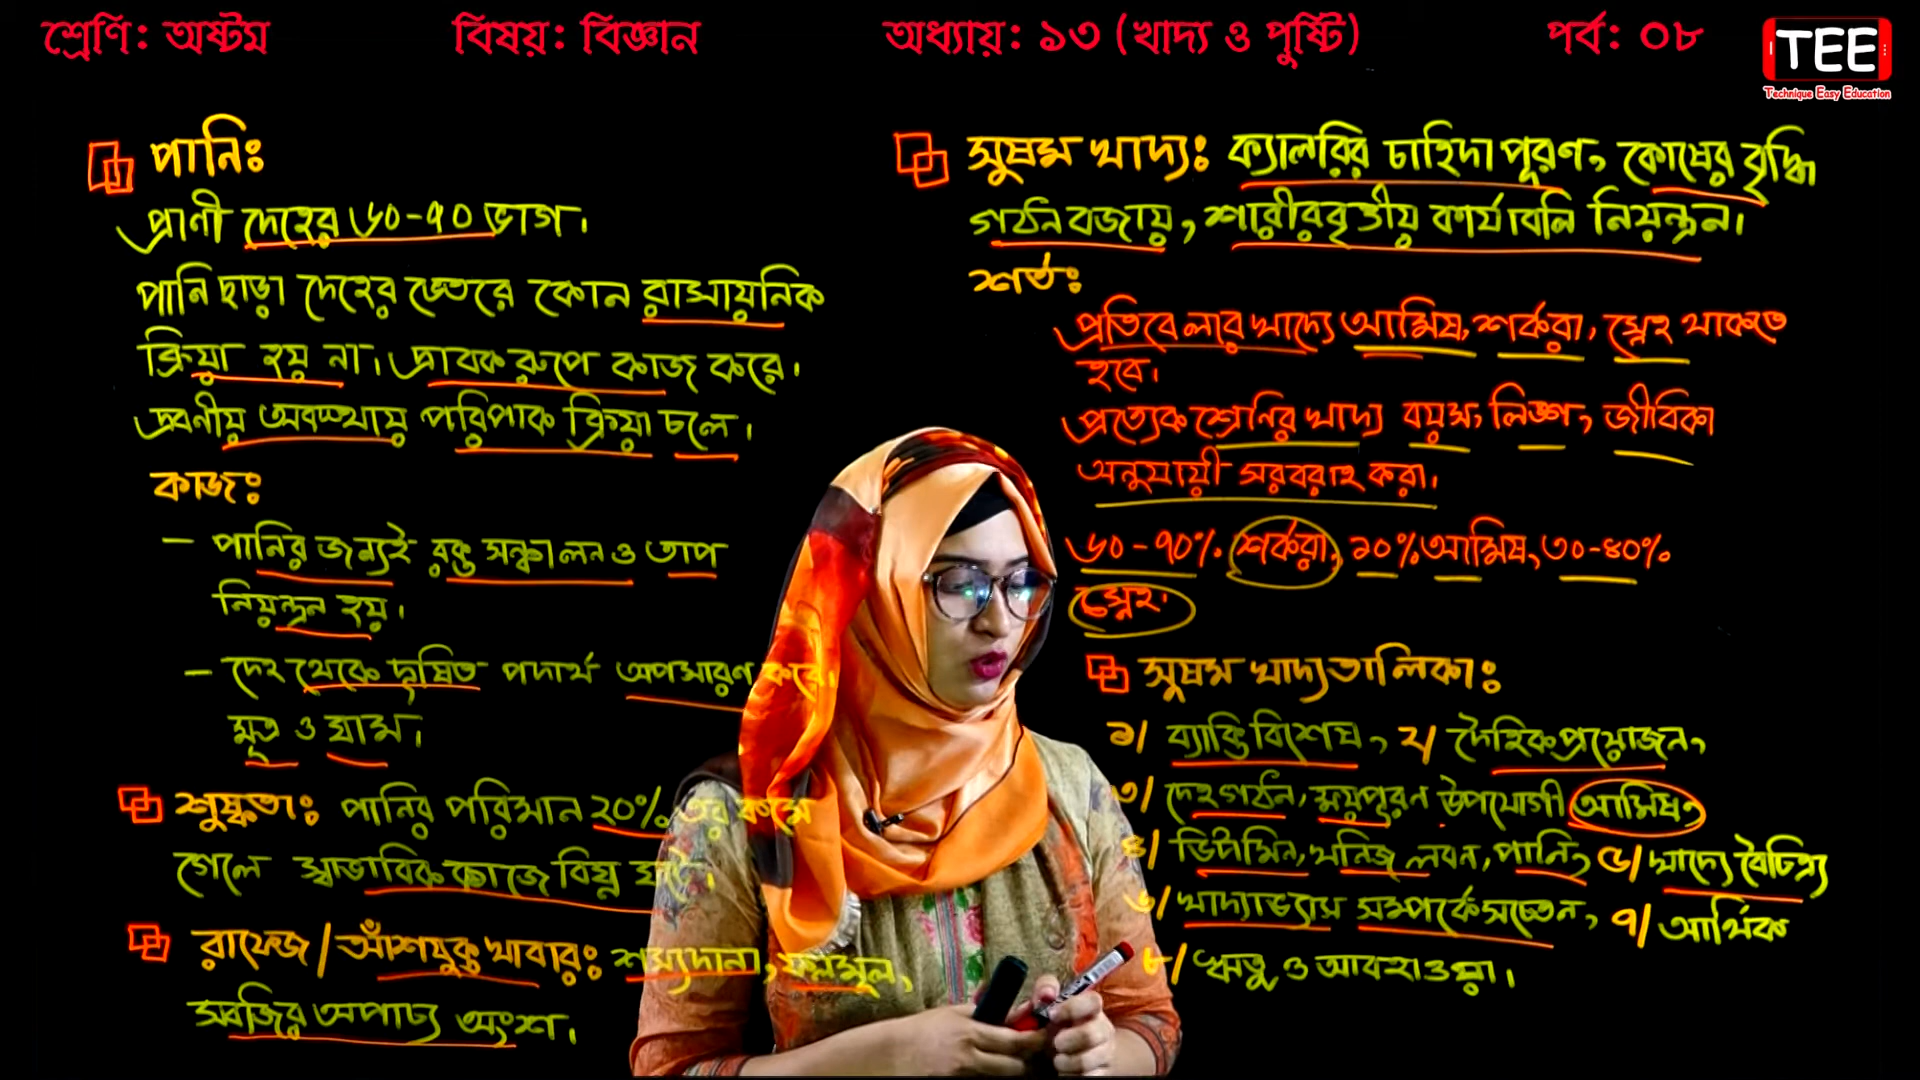 শ্রেণি: অষ্টম
বিষয়: বিজ্ঞান
অধ্যায়: ১৩ (খাদ্য ও পুষ্টি)
পর্ব: ০৮
TEE
Technique Easy Education
পানিঃ
প্রাণী দেহের ৬০-৭০ ভাগ।
পানি ছাড়া দেহের ভেতরে কোন রাসায়নিক
ক্রিয়া হয় না। দ্রাবক রুপে কাজ করে।
দ্রবণীয় অবস্থায় পরিপাক ক্রিয়া চলে।
কাজঃ
– পানির জন্যই রক্ত সঞ্চালন ও তাপ
নিয়ন্ত্রন হয়।
– দেহ থেকে দূষিত পদার্থ অপসারণ করে।
মূত্র ও ঘাম।
শুষ্কতাঃ পানির পরিমান ২০% এর কমে
গেলে স্বাভাবিক কাজে বিঘ্ন ঘটে।
রাফেজ/আঁশযুক্ত খাবারঃ শস্যদানা, ফলমূল,
সবজির অপাচ্য অংশ।
সুষম খাদ্যঃ ক্যালরির চাহিদা পূরণ, কোষের বৃদ্ধি
গঠন বজায়, শারীরবৃত্তীয় কার্যাবলি নিয়ন্ত্রন।
শর্তঃ
প্রতিবেলার খাদ্যে আমিষ, শর্করা, স্নেহ থাকতে
হবে।
প্রত্যেক শ্রেনির খাদ্য বয়স, লিঙ্গ, জীবিকা
অনুযায়ী সরবরাহ করা।
৬০-৭০% শর্করা, ১০% আমিষ, ৩০-৪০%
স্নেহ।
সুষম খাদ্যতালিকাঃ
১/ ব্যাক্তি বিশেষ, ২/ দৈহিক প্রয়োজন,
৩/ দেহগঠন, ক্ষয়পূরণ উপযোগী আমিষ,
৪/ ভিটামিন, খনিজ লবন, পানি, ৫/ খাদ্যে বৈচিত্র্য
৬/ খাদ্যাভ্যাস সম্পর্কে সচেতন, ৭/ আর্থিক
৮/ ঋতু ও আবহাওয়া।